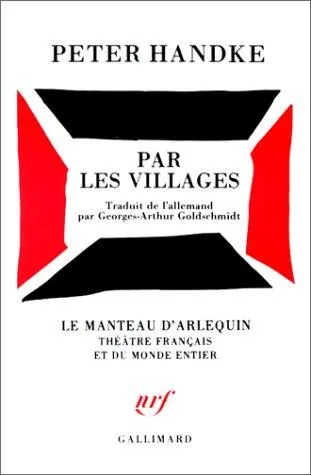 PETER HANDKE
PAR
LES VILLAGES
Traduit de l'allemand
par Georges-Arthur Goldschmidt
LE MANTEAU D'ARLEQUIN
THÉÂTRE FRANÇAIS
ET DU MONDE ENTIER
nrf
GALLIMARD